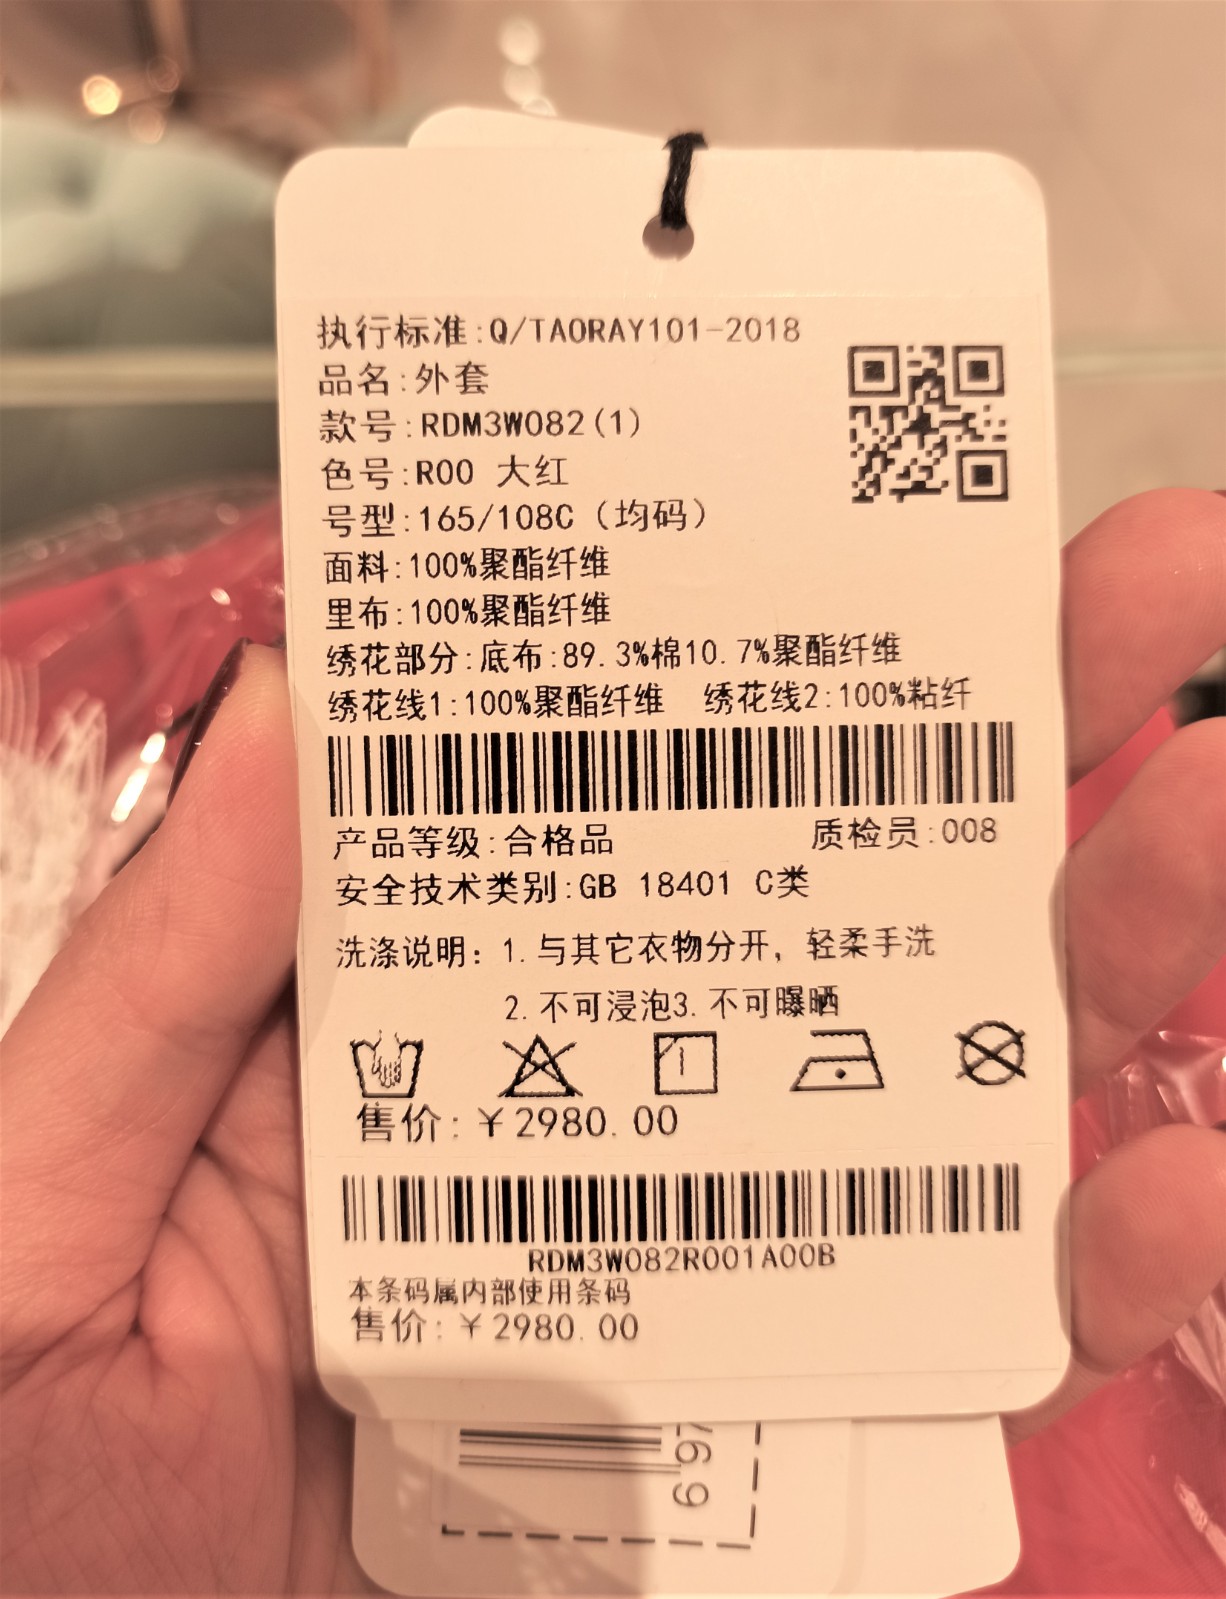 执行标准:Q/TAORAY101-2018
品名:外套
款号:RDM3W082(1)
色号:R00 大红
号型:165/108C（均码）
面料:100%聚酯纤维
里布:100%聚酯纤维
绣花部分:底布:89.3%棉10.7%聚酯纤维
绣花线1:100%聚酯纤维 绣花线2:100%粘纤
产品等级:合格品 质检员:008
安全技术类别:GB 18401 C类
洗涤说明：1.与其它衣物分开，轻柔手洗
2.不可浸泡3.不可曝晒
售价:￥2980.00
RDM3W082R001A00B
本条码属内部使用条码
售价:￥2980.00
6 97